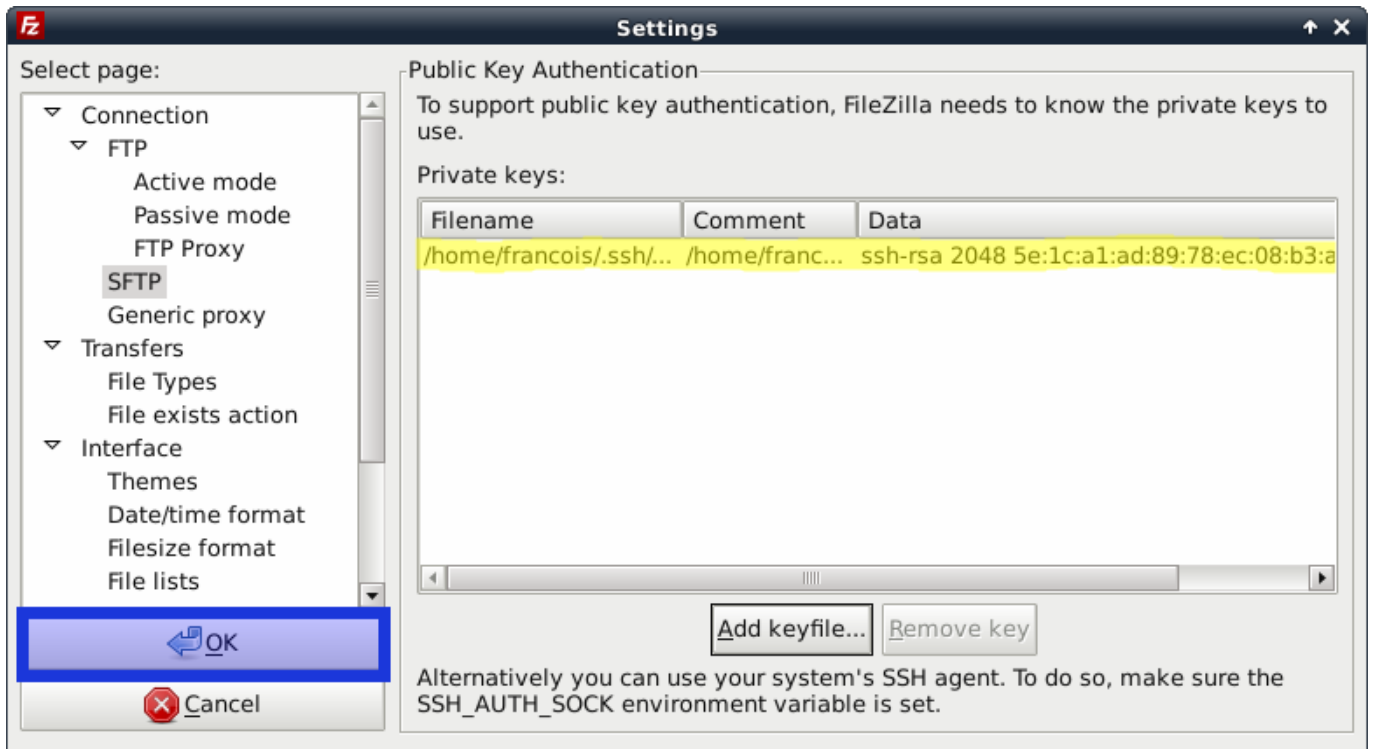 Fz
Settings
Select page:
Connection
FTP
Active mode
Passive mode
FTP Proxy
SFTP
Generic proxy
Transfers
File Types
File exists action
Interface
Themes
Date/time format
Filesize format
File lists
OK
Cancel
Public Key Authentication
To support public key authentication, FileZilla needs to know the private keys to
use.
Private keys:
Filename Comment Data
/home/francois/.ssh/... /home/franc... ssh-rsa 2048 5e:1c:a1:ad:89:78:ec:08:b3:a
Add keyfile... Remove key
Alternatively you can use your system's SSH agent. To do so, make sure the
SSH_AUTH_SOCK environment variable is set.